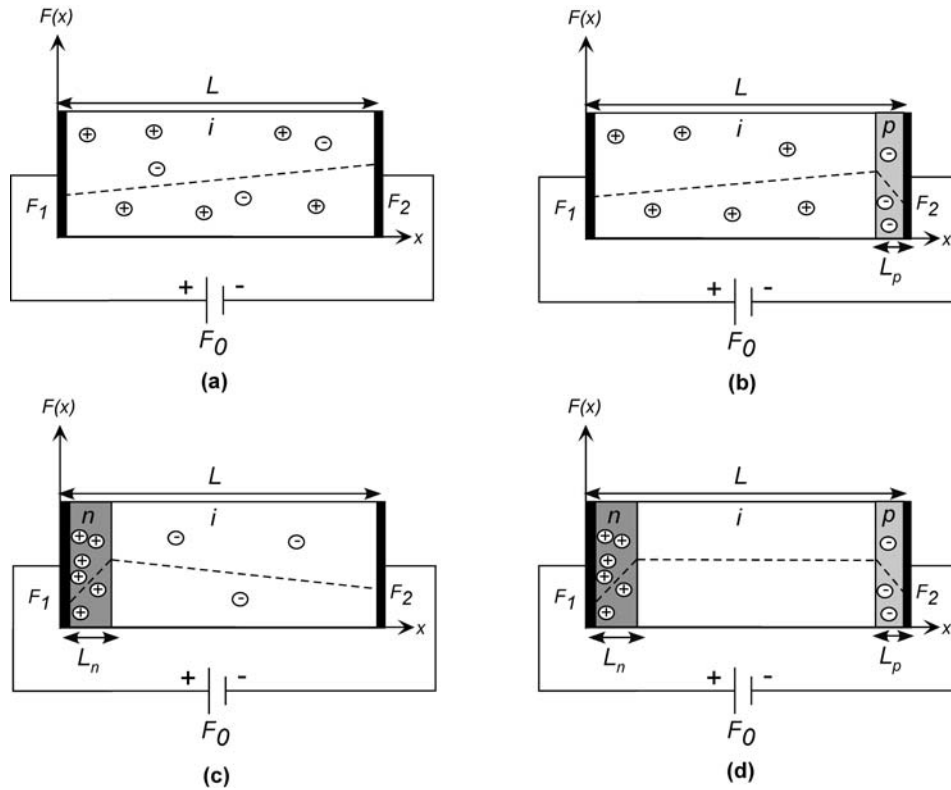 F(x)
L
i
F1
F2
x
+ -
F0
(a)
F(x)
L
i p
F1
F2
x
Lp
+ -
F0
(b)
F(x)
L
n i
F1
F2
x
Ln
+ -
F0
(c)
F(x)
L
n i p
F1
F2
x
Ln Lp
+ -
F0
(d)